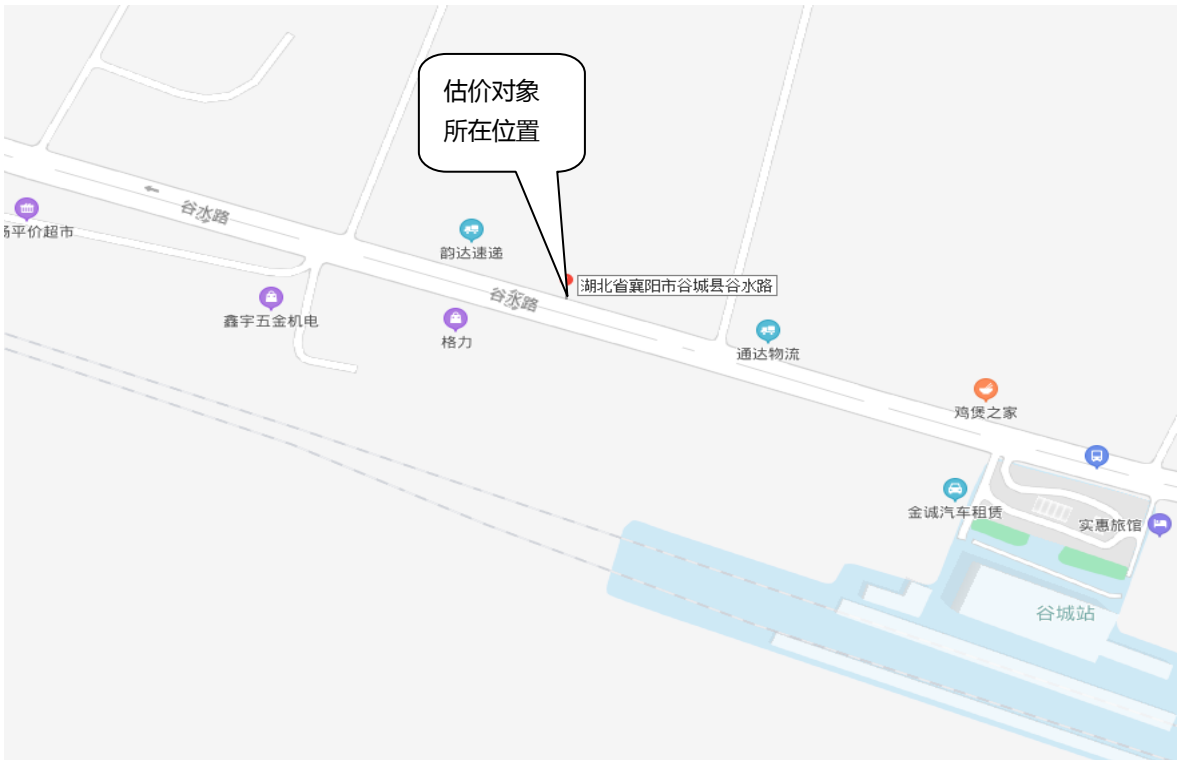 估价对象
所在位置
谷水路
场平价超市
韵达速递
湖北省襄阳市谷城县谷水路
谷水路
鑫宇五金机电
格力
通达物流
鸡煲之家
金诚汽车租赁
实惠旅馆
谷城站